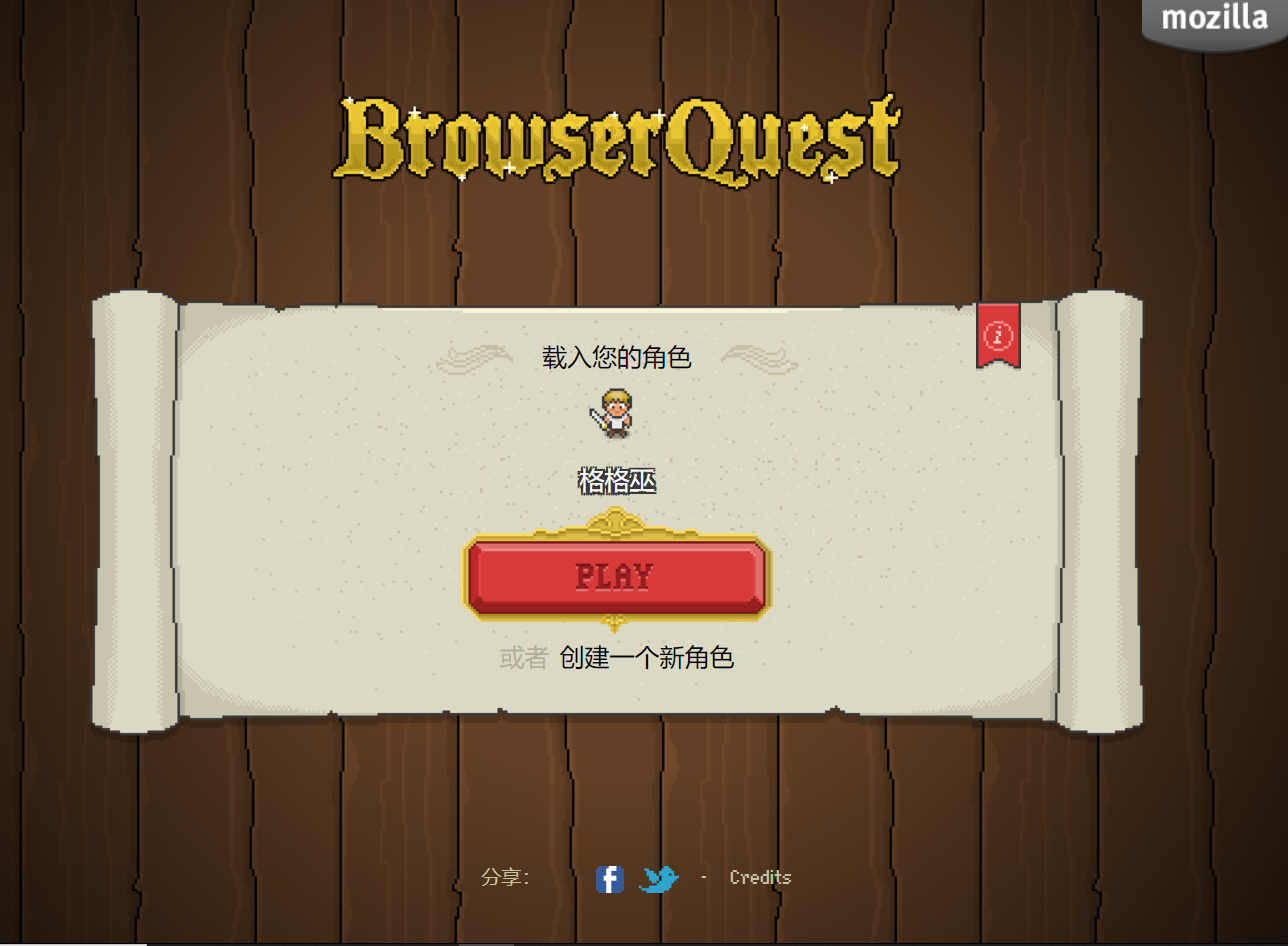 mozilla
BrowserQuest
载入您的角色
i
格格巫
PLAY
或者 创建一个新角色
分享: f - Credits